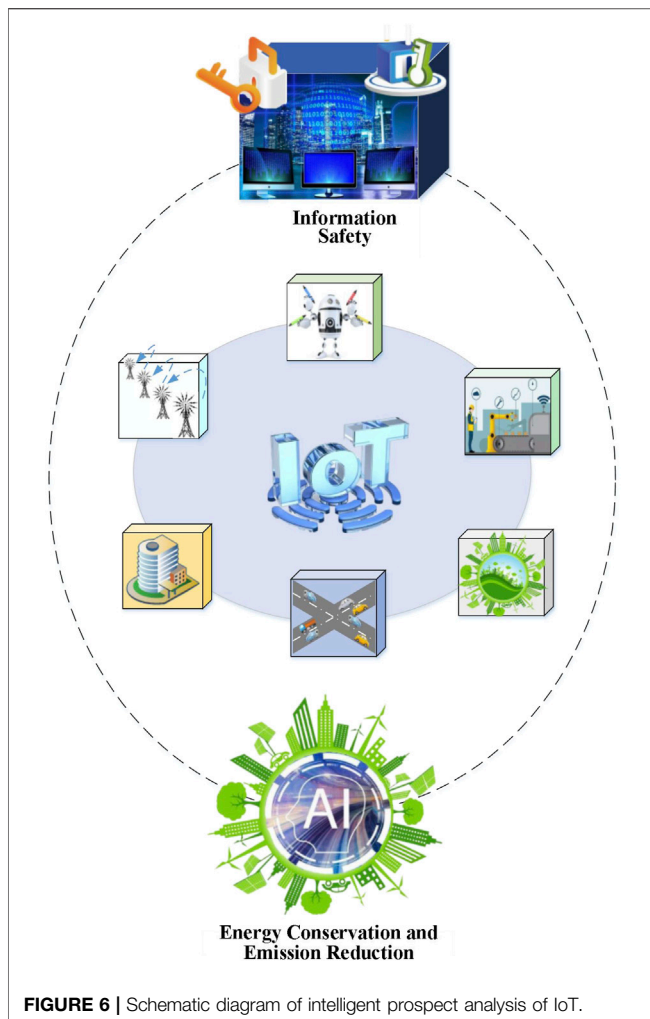 Information
Safety
IoT
AI
Energy Conservation and
Emission Reduction
FIGURE 6 | Schematic diagram of intelligent prospect analysis of IoT.